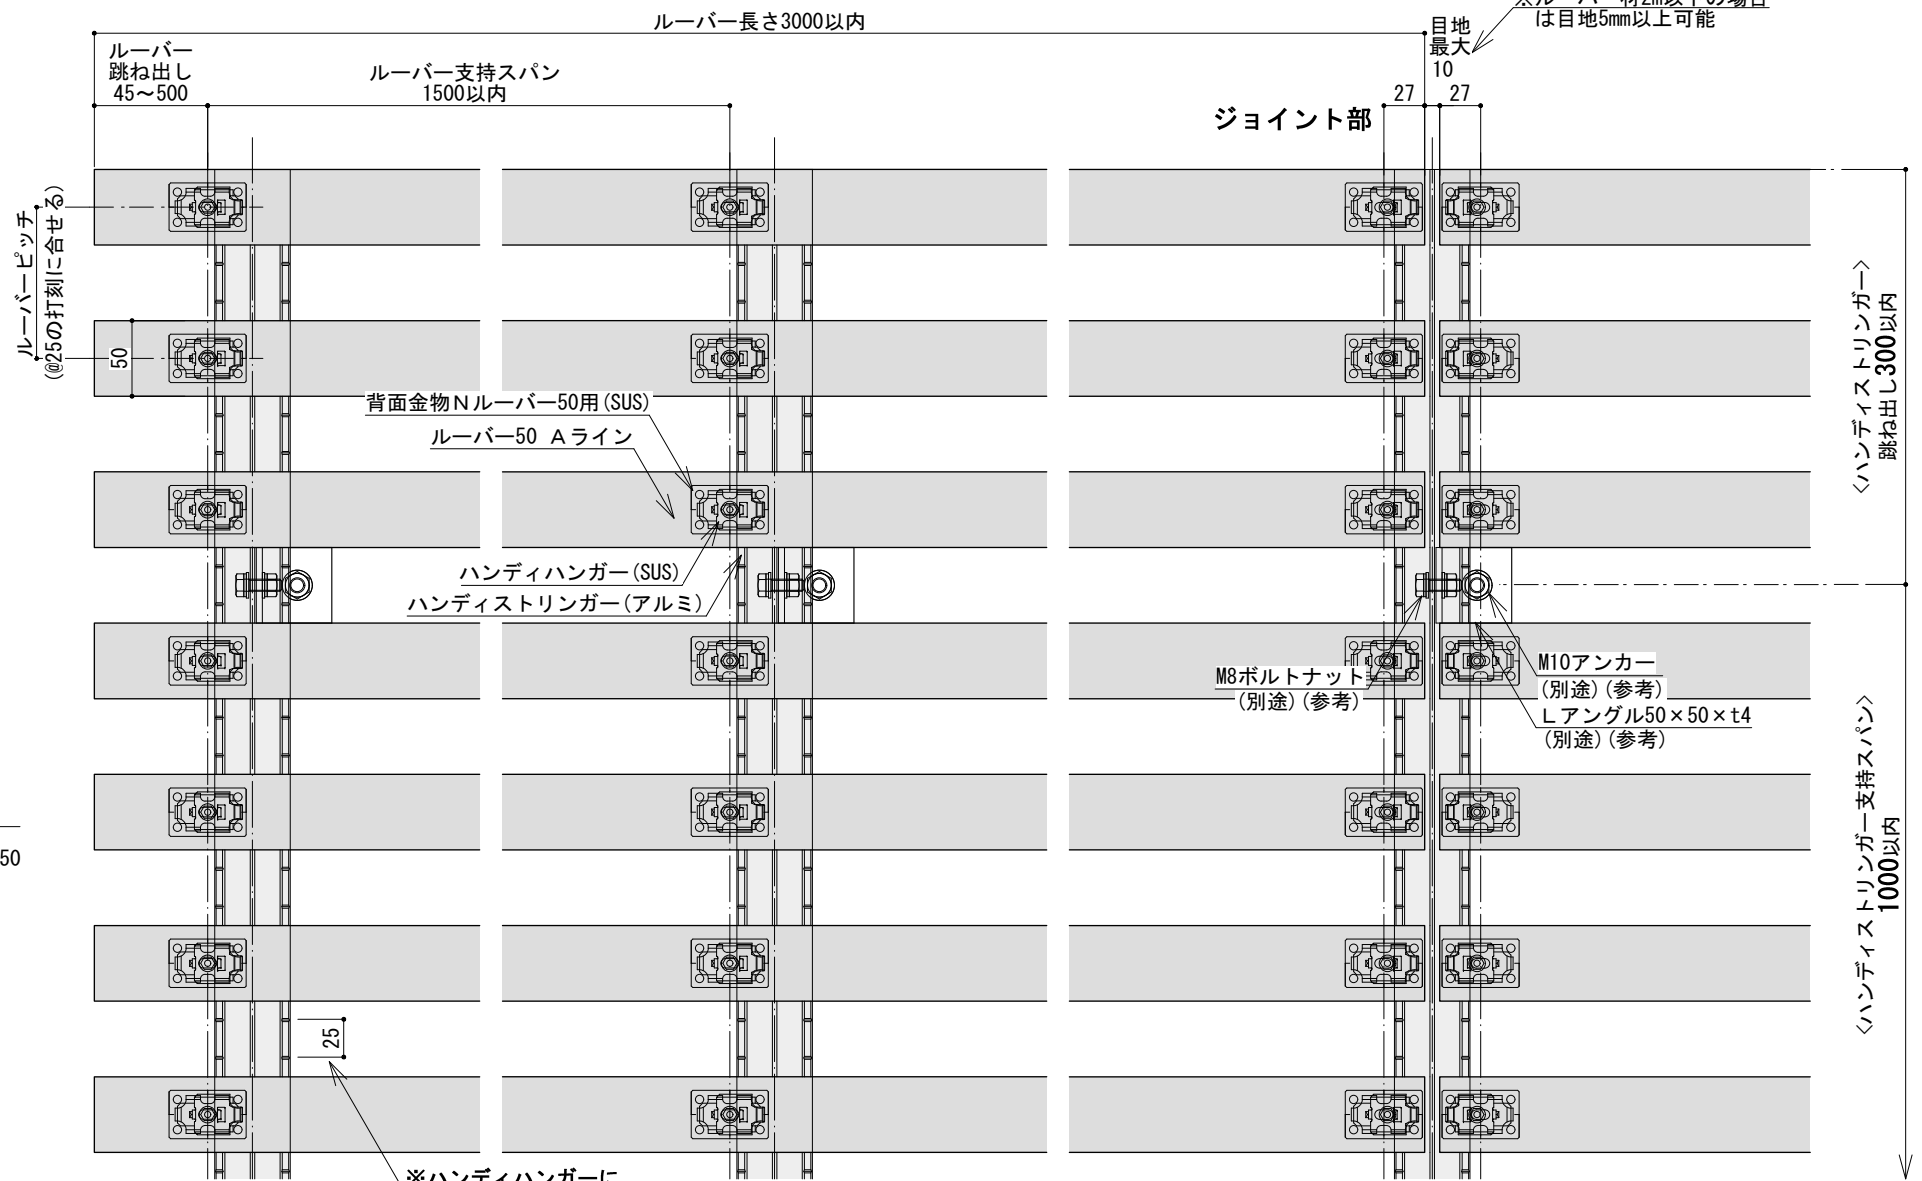 ルーバー長さ3000以内
は目地5mm以上可能
目地
最大
10
ルーバー
跳ね出し
45～500
ルーバー支持スパン
1500以内
27
27
ジョイント部
ルーバーピッチ
(@25の打刻に合せる)
50
背面金物Nルーバー50用(SUS)
ルーバー50 Aライン
ハンディハンガー(SUS)
ハンディストリンガー(アルミ)
M8ボルトナット
(別途)(参考)
M10アンカー
(別途)(参考)
Lアングル50×50×t4
(別途)(参考)
<ハンディストリンガー>
跳ね出し300以内
<ハンディストリンガー支持スパン>
1000以内
50
25
※ハンディハンガーに